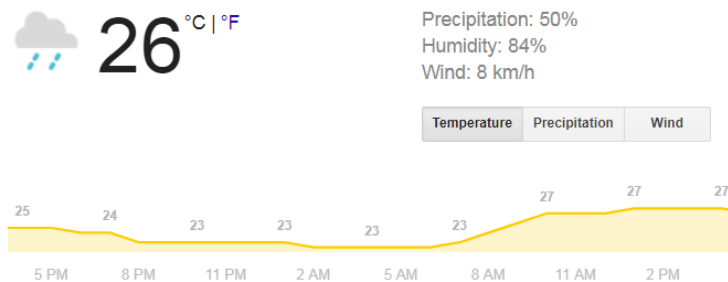 26 °C | °F
Precipitation: 50%
Humidity: 84%
Wind: 8 km/h
Temperature Precipitation Wind
25 24 23 23 23 23 27 27 27
5 PM 8 PM 11 PM 2 AM 5 AM 8 AM 11 AM 2 PM